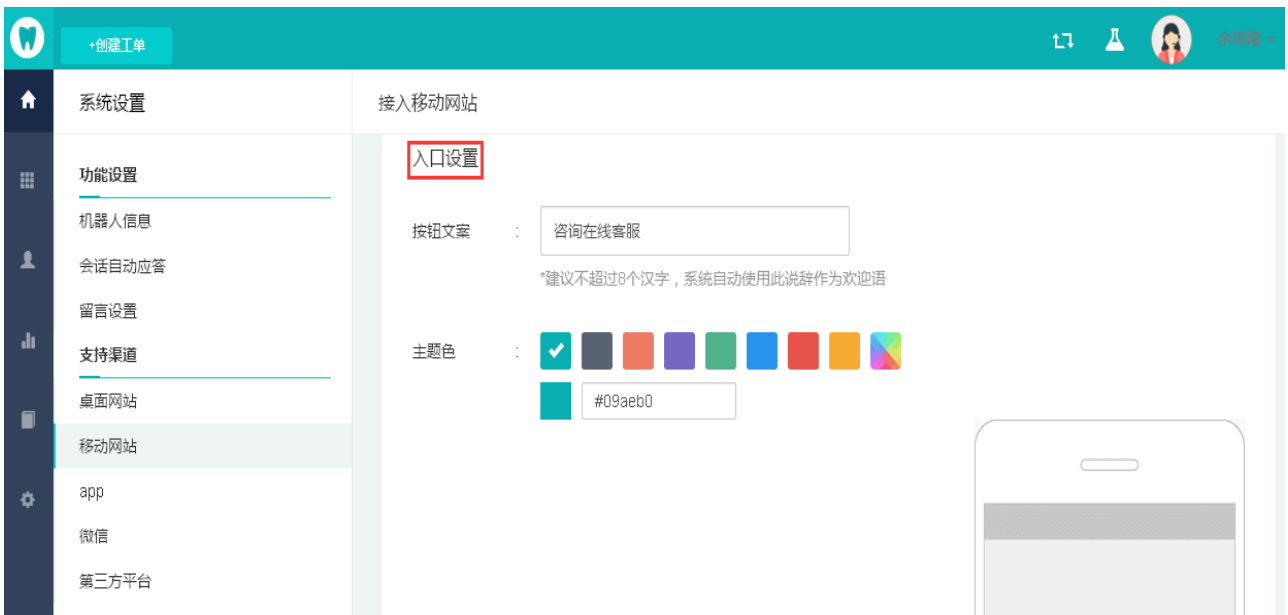 +创建工单
系统设置
接入移动网站
功能设置
机器人信息
会话自动应答
留言设置
支持渠道
桌面网站
移动网站
app
微信
第三方平台
入口设置
按钮文案 : 咨询在线客服
*建议不超过8个汉字，系统自动使用此说辞作为欢迎语
主题色 :
#09aeb0